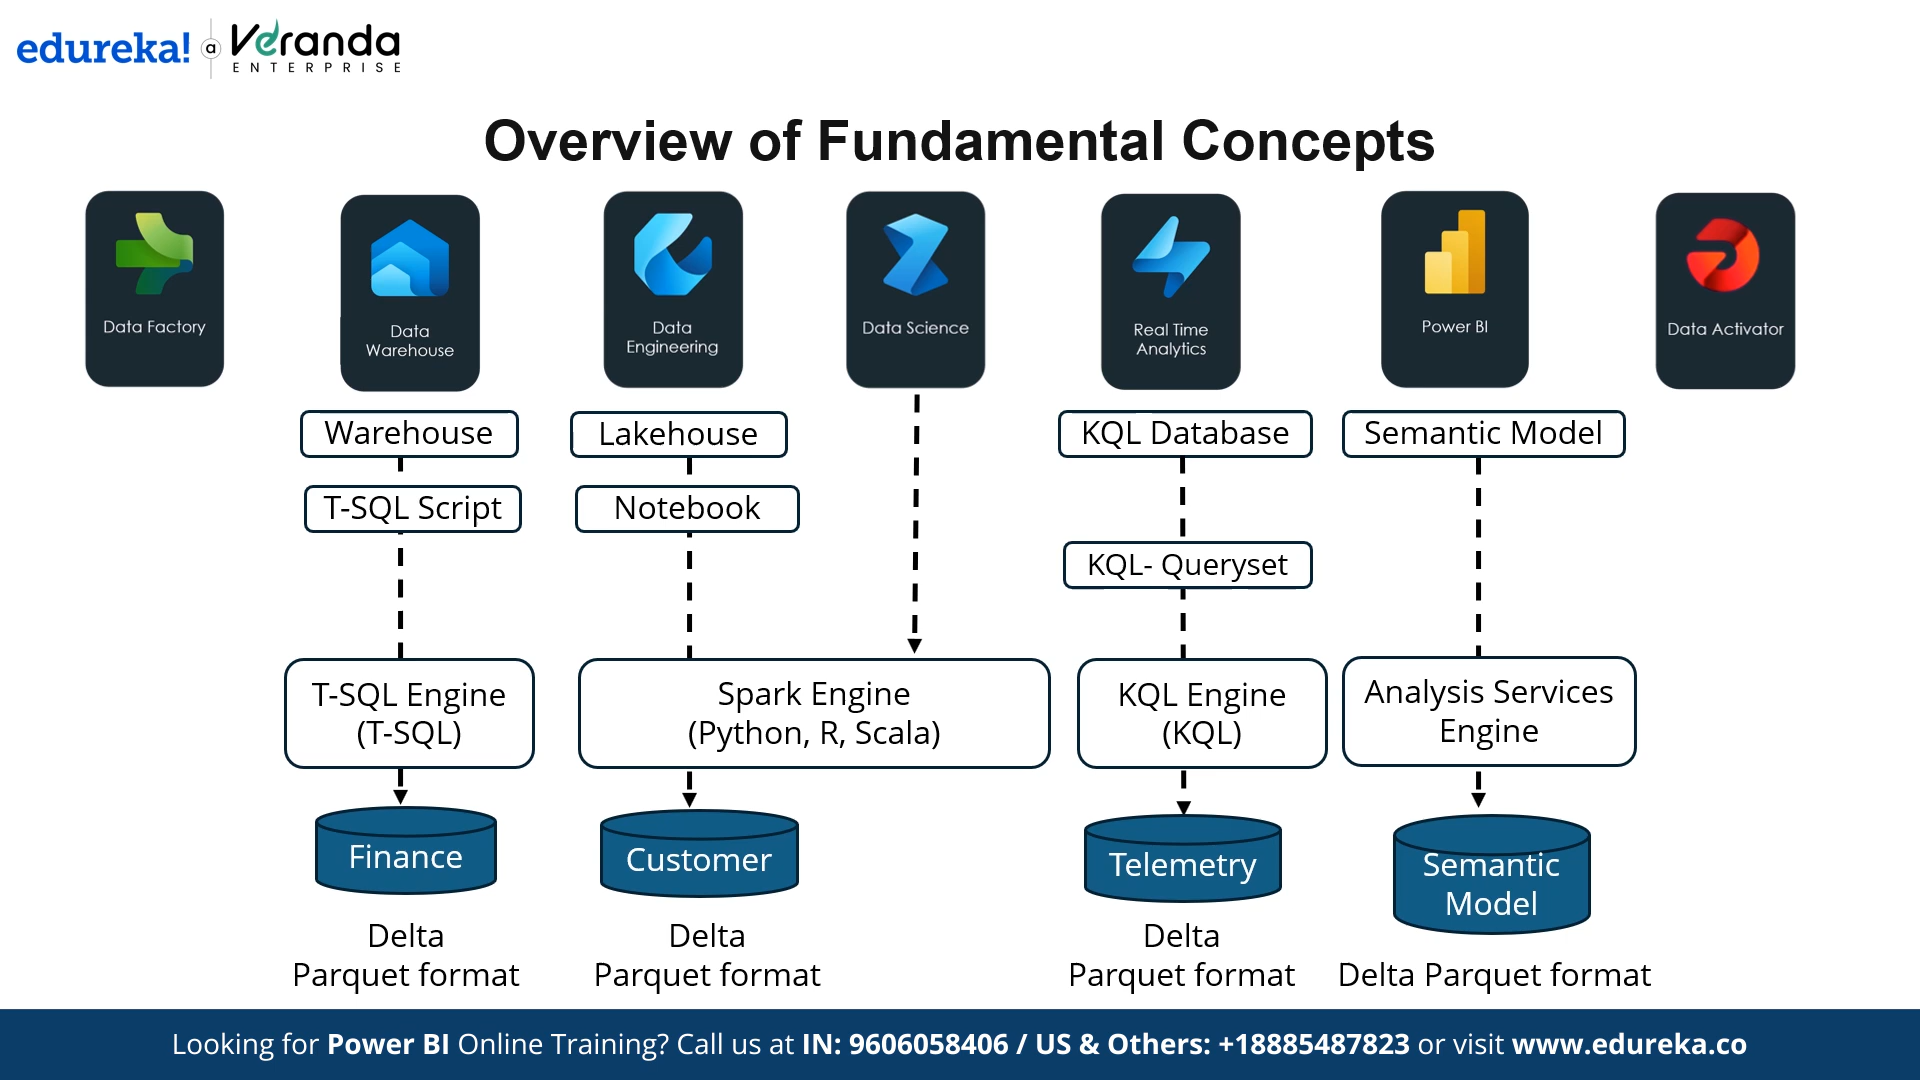 edureka! a Veranda
ENTERPRISE
Overview of Fundamental Concepts
Data Factory
Data
Warehouse
Data
Engineering
Data Science
Real Time
Analytics
Power BI
Data Activator
Warehouse
Lakehouse
KQL Database
Semantic Model
T-SQL Script
Notebook
KQL- Queryset
T-SQL Engine
(T-SQL)
Spark Engine
(Python, R, Scala)
KQL Engine
(KQL)
Analysis Services
Engine
Finance
Customer
Telemetry
Semantic
Model
Delta
Parquet format
Delta
Parquet format
Delta
Parquet format
Delta Parquet format
Looking for Power BI Online Training? Call us at IN: 9606058406 / US & Others: +18885487823 or visit www.edureka.co